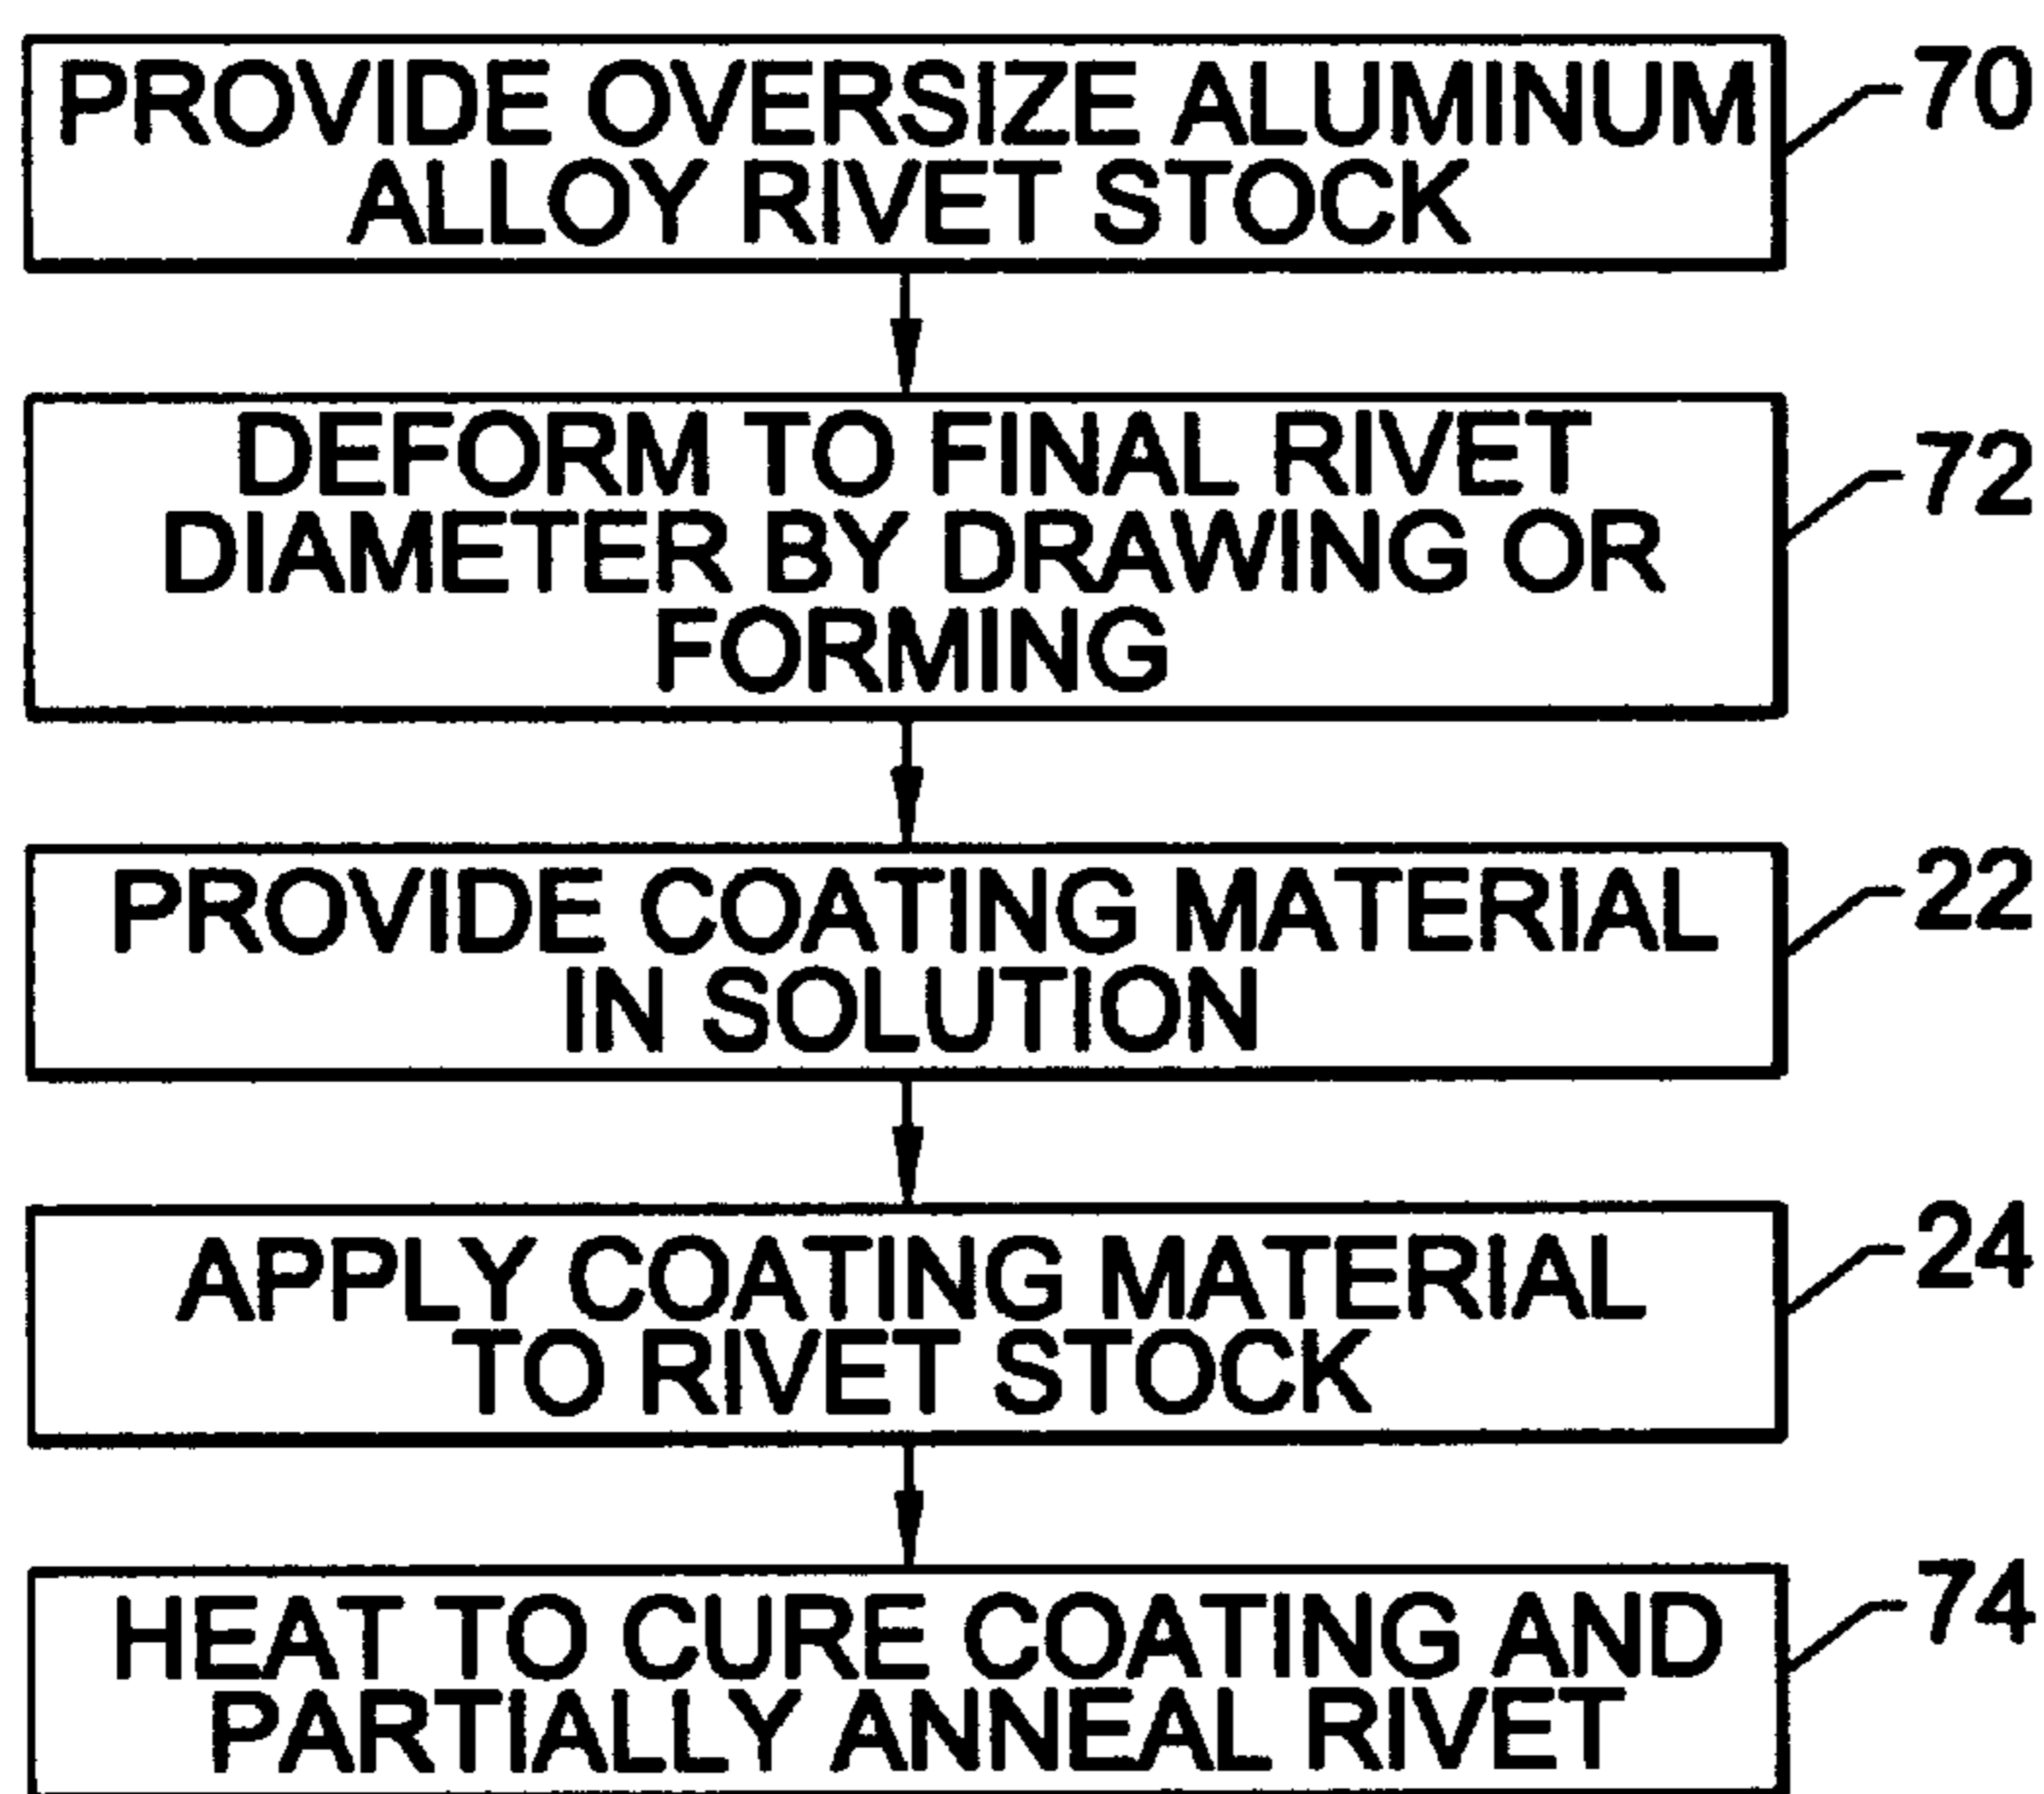 PROVIDE OVERSIZE ALUMINUM
ALLOY RIVET STOCK
70
DEFORM TO FINAL RIVET
DIAMETER BY DRAWING OR
FORMING
72
PROVIDE COATING MATERIAL
IN SOLUTION
22
APPLY COATING MATERIAL
TO RIVET STOCK
24
HEAT TO CURE COATING AND
PARTIALLY ANNEAL RIVET
74